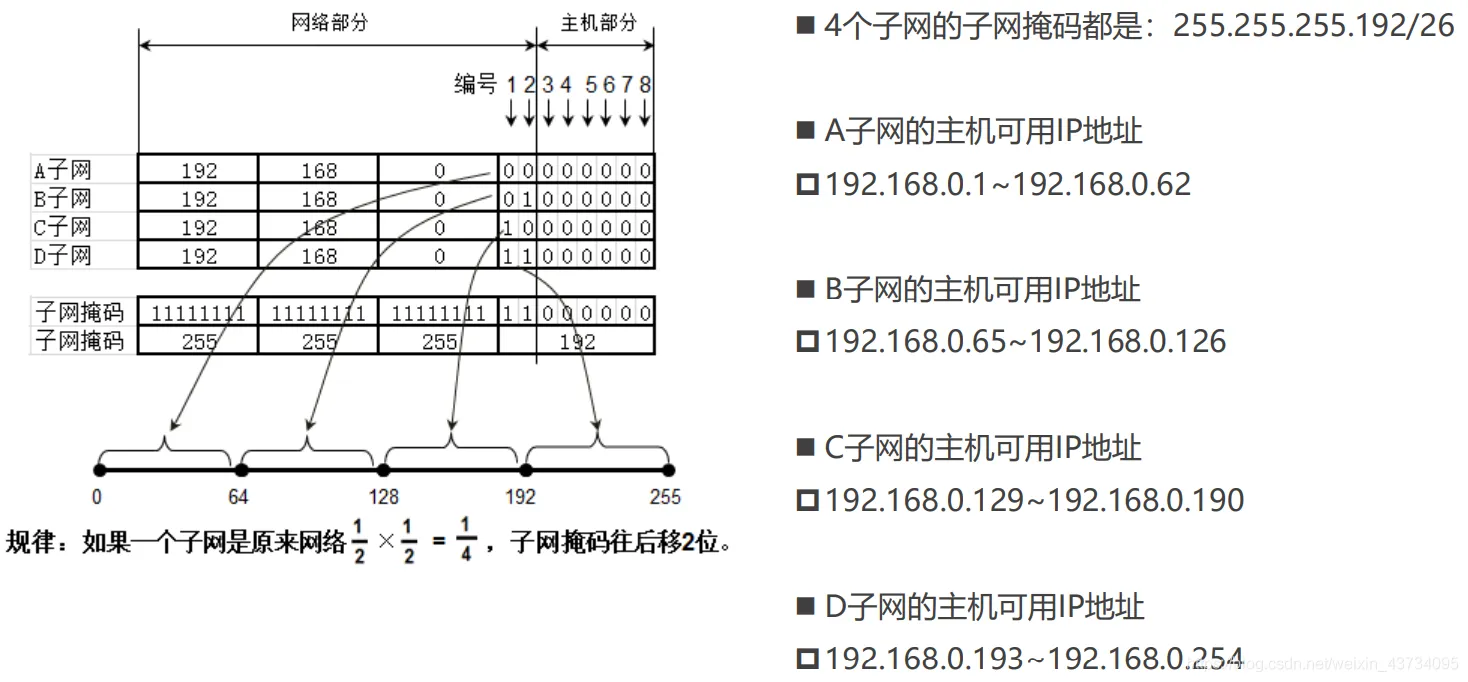 网络部分 主机部分
编号 1 2 3 4 5 6 7 8
A子网 192 168 0 0 0 0 0 0 0 0 0
B子网 192 168 0 0 1 0 0 0 0 0 0
C子网 192 168 0 1 0 0 0 0 0 0 0
D子网 192 168 0 1 1 0 0 0 0 0 0
子网掩码 11111111 11111111 11111111 1 1 0 0 0 0 0 0
子网掩码 255 255 255 192
0 64 128 192 255
规律：如果一个子网是原来网络1/2×1/2=1/4，子网掩码往后移2位。
■ 4个子网的子网掩码都是：255.255.255.192/26
■ A子网的主机可用IP地址
192.168.0.1~192.168.0.62
■ B子网的主机可用IP地址
192.168.0.65~192.168.0.126
■ C子网的主机可用IP地址
192.168.0.129~192.168.0.190
■ D子网的主机可用IP地址
192.168.0.193~192.168.0.254
https://blog.csdn.net/weixin_43734095